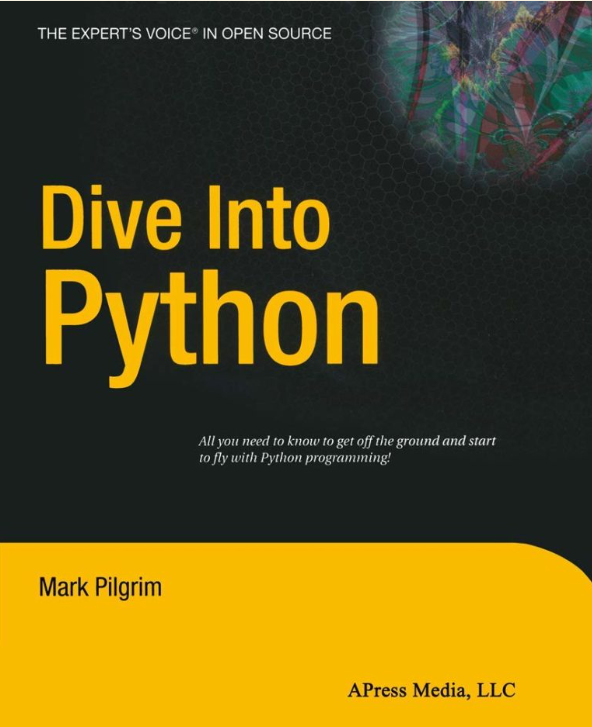 THE EXPERT'S VOICE® IN OPEN SOURCE
Dive Into
Python
All you need to know to get off the ground and start
to fly with Python programming!
Mark Pilgrim
APress Media, LLC